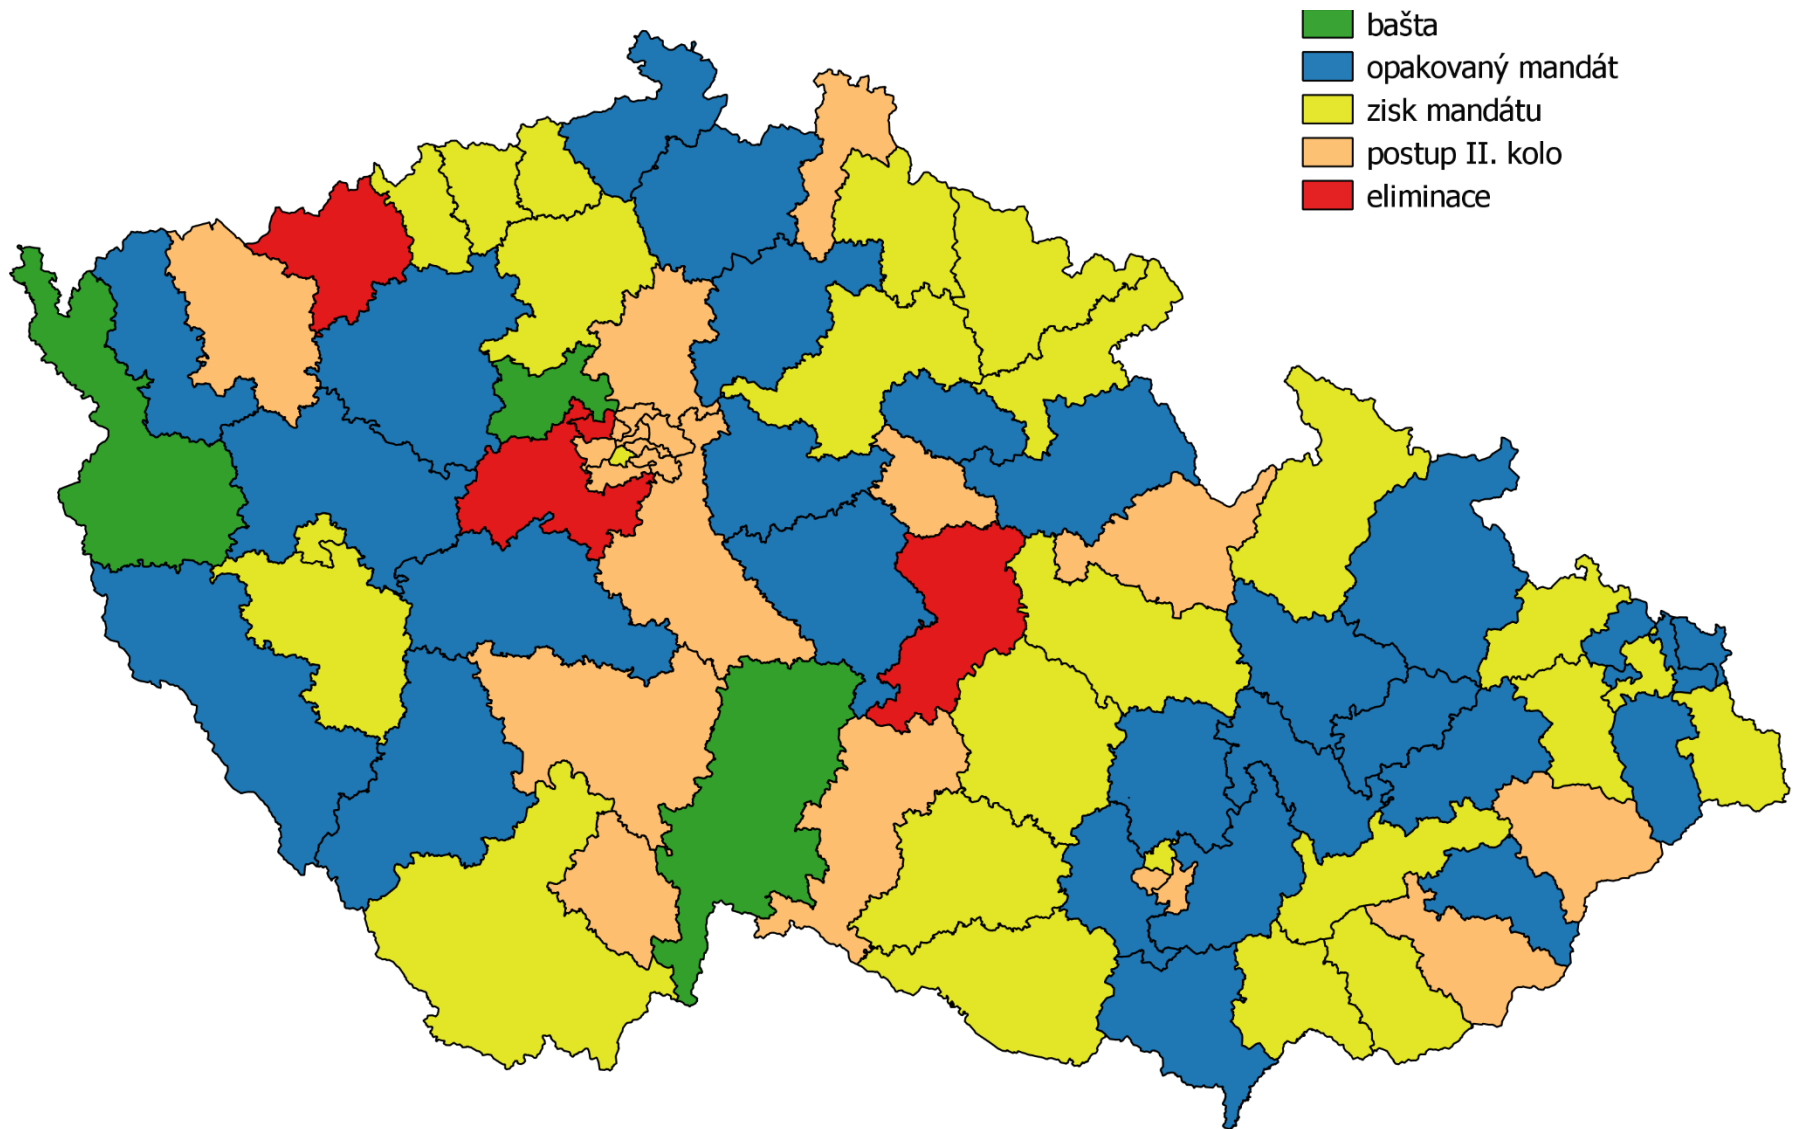 bašta
opakovaný mandát
zisk mandátu
postup II. kolo
eliminace